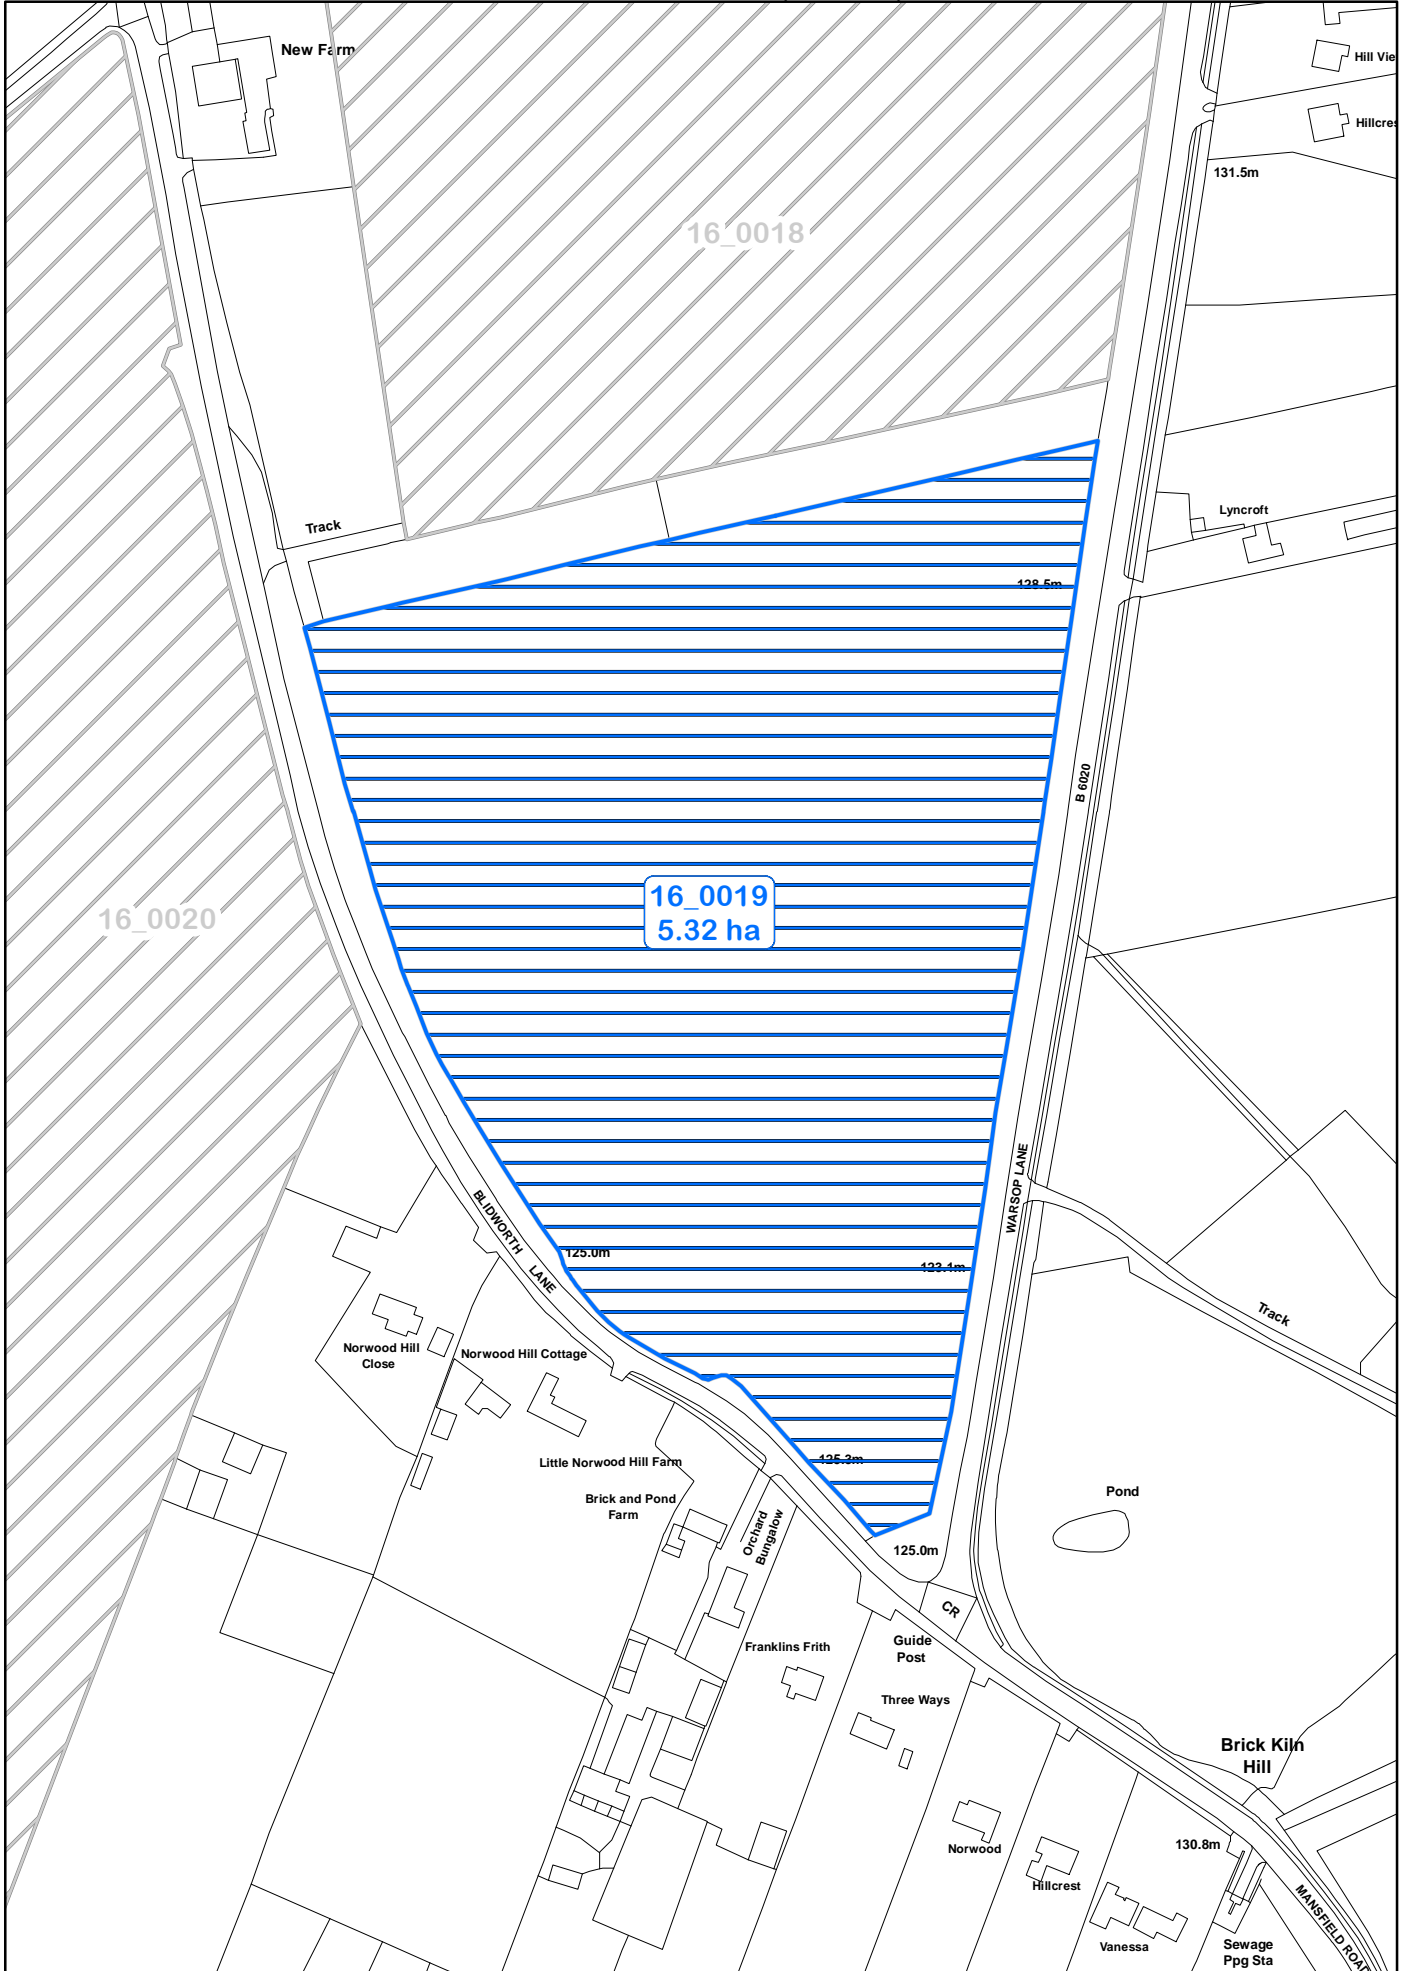 New Farm
Hill Vie
Hillcres
131.5m
16_0018
Track
Lyncroft
128.5m
B 6020
16_0019
5.32 ha
16_0020
WARSOP LANE
BLIDWORTH LANE
125.0m
123.1m
Track
Norwood Hill
Close
Norwood Hill Cottage
Little Norwood Hill Farm
125.3m
Brick and Pond
Farm
Orchard
Bungalow
Pond
125.0m
CR
Franklins Frith
Guide
Post
Three Ways
Brick Kiln
Hill
Norwood
130.8m
Hillcrest
MANSFIELD ROAD
Vanessa
Sewage
Ppg Sta